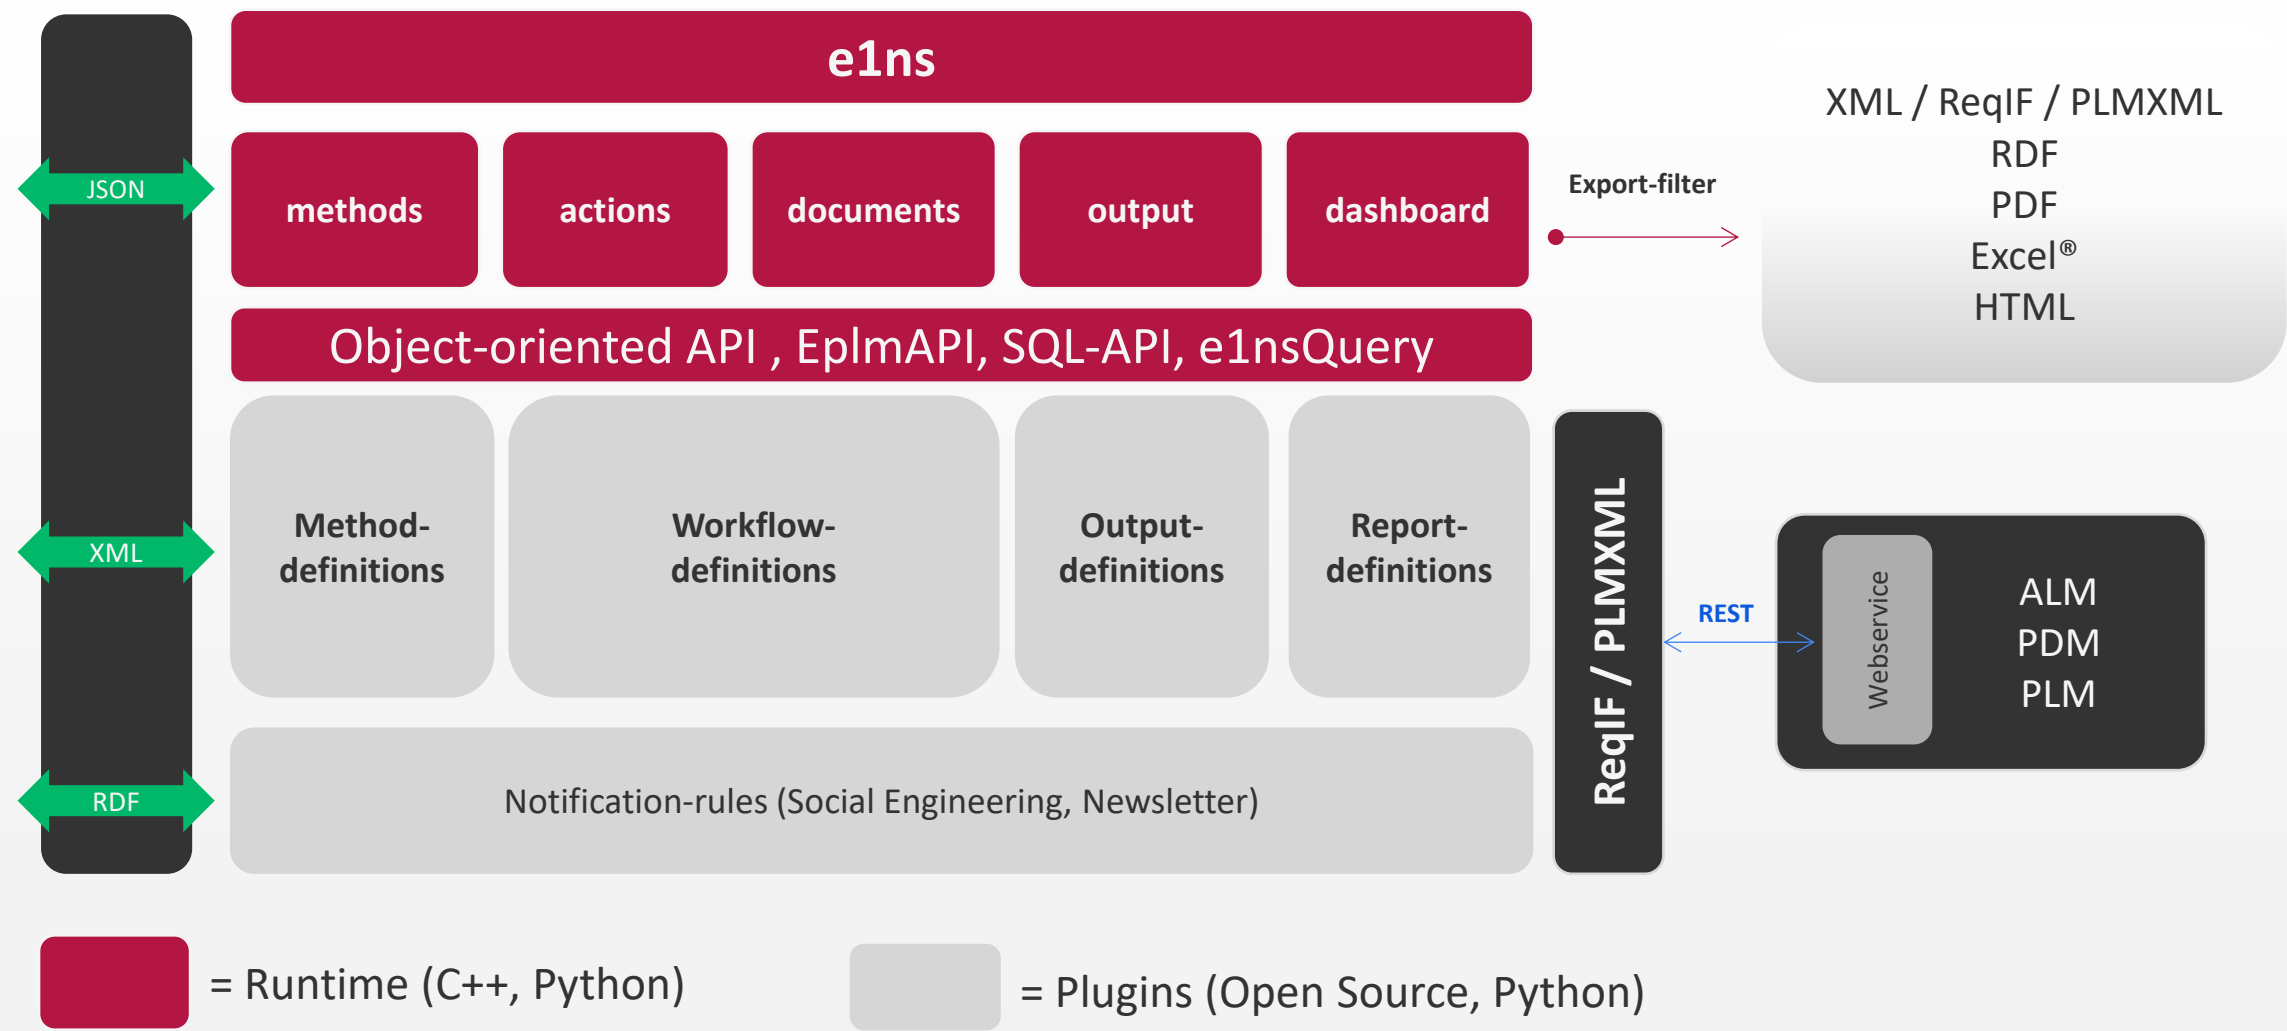 e1ns
JSON
methods
actions
documents
output
dashboard
Export-filter
XML / ReqIF / PLMXML
RDF
PDF
Excel®
HTML
Object-oriented API , EplmAPI, SQL-API, e1nsQuery
XML
Method-
definitions
Workflow-
definitions
Output-
definitions
Report-
definitions
ReqIF / PLMXML
REST
Webservice
ALM
PDM
PLM
RDF
Notification-rules (Social Engineering, Newsletter)
= Runtime (C++, Python)
= Plugins (Open Source, Python)